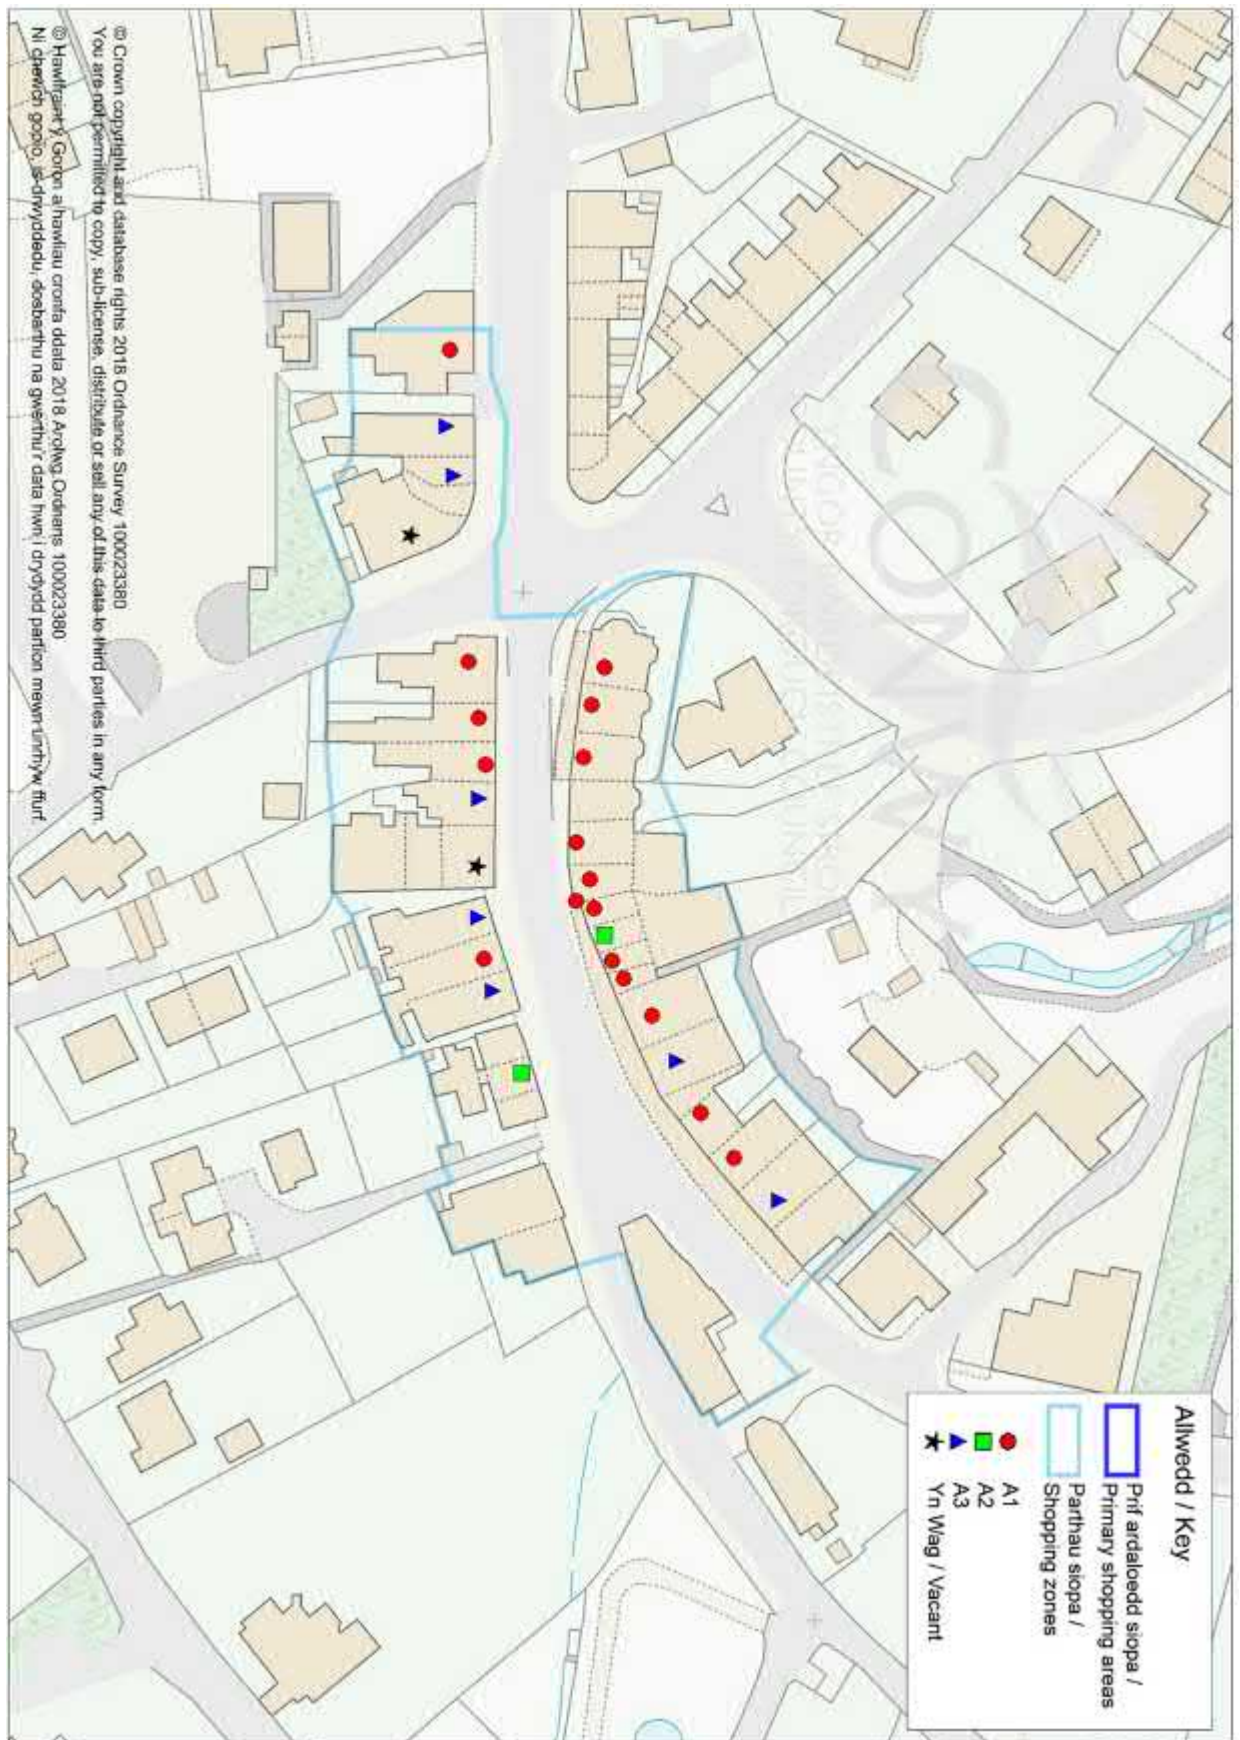 Allwedd / Key
Prif ardaloedd siopa /
Primary shopping areas
Parthau siopa /
Shopping zones
A1
A2
A3
Yn Wag / Vacant
CONWY
© Crown copyright and database rights 2018 Ordnance Survey 100023380
You are not permitted to copy, sub-license, distribute or sell any of this data to third parties in any form.
© Hawlfraint y Goron a hawliau cronfa ddata 2018 Arolwg Ordnans 100023380
Ni chewch gopïo, is-drwyddedu, dosbarthu na gwerthu'r data hwn i drydydd partïon mewn unrhyw ffurf